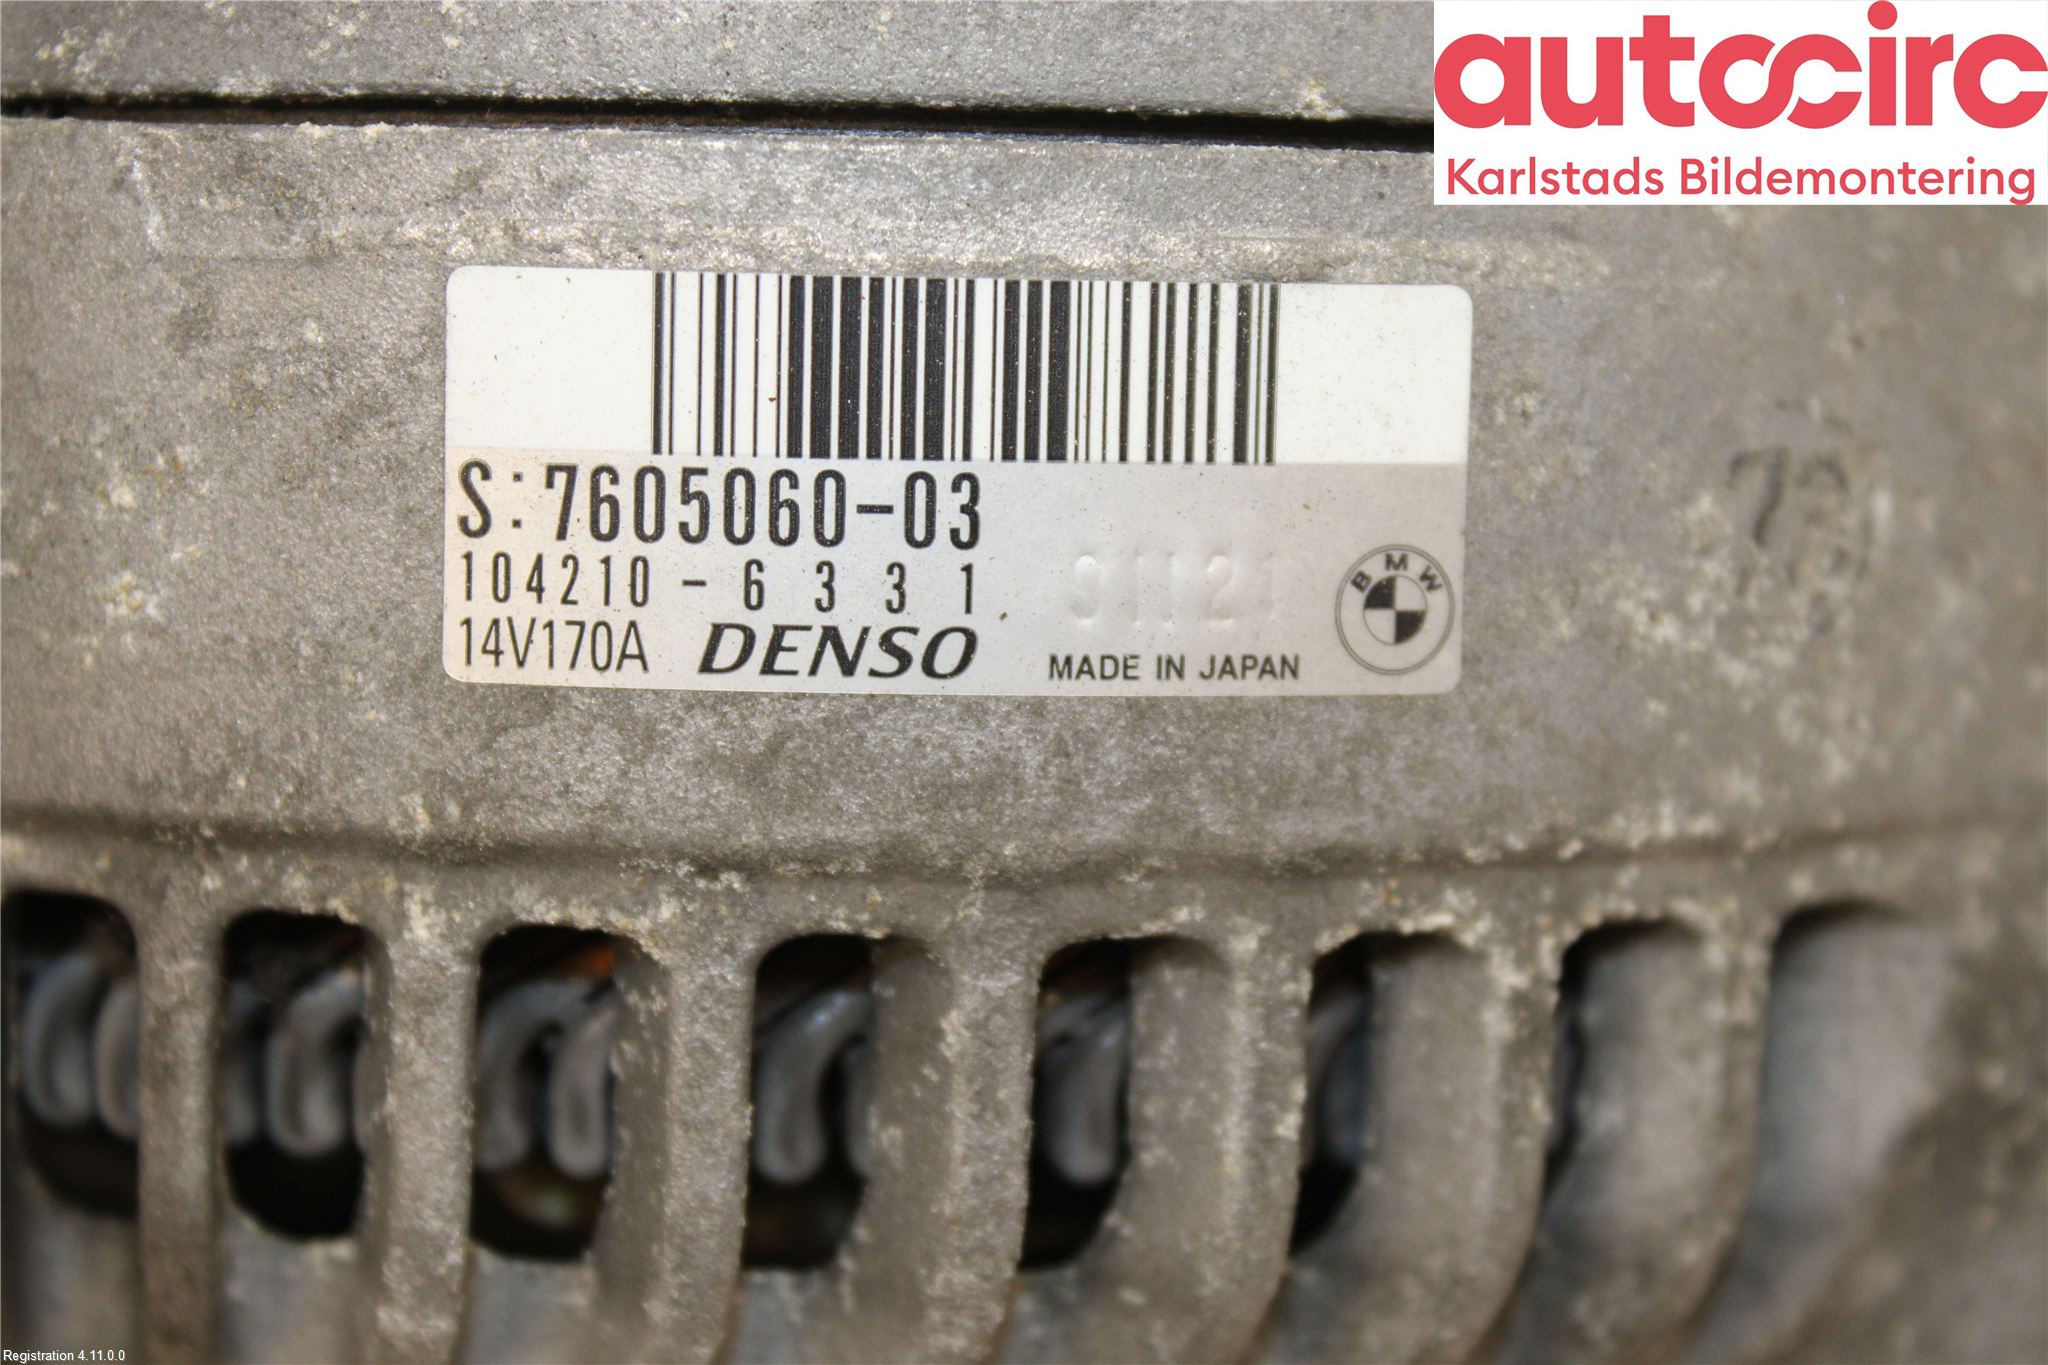 autocirc
Karlstads Bildemontering
S:7605060-03
104210-6331
14V170A DENSO MADE IN JAPAN
BMW
Registration 4.11.0.0